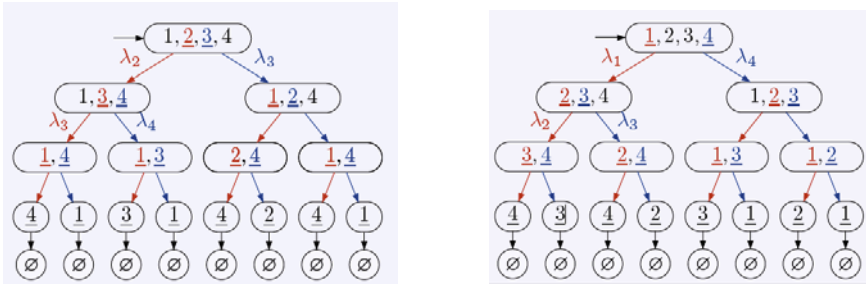 1, 2, 3, 4
λ2 λ3
1, 3, 4 1, 2, 4
λ3 λ4
1, 4 1, 3 2, 4 1, 4
4 1 3 1 4 2 4 1
∅ ∅ ∅ ∅ ∅ ∅ ∅ ∅
1, 2, 3, 4
λ1 λ4
2, 3, 4 1, 2, 3
λ2 λ3
3, 4 2, 4 1, 3 1, 2
4 3 4 2 3 1 2 1
∅ ∅ ∅ ∅ ∅ ∅ ∅ ∅